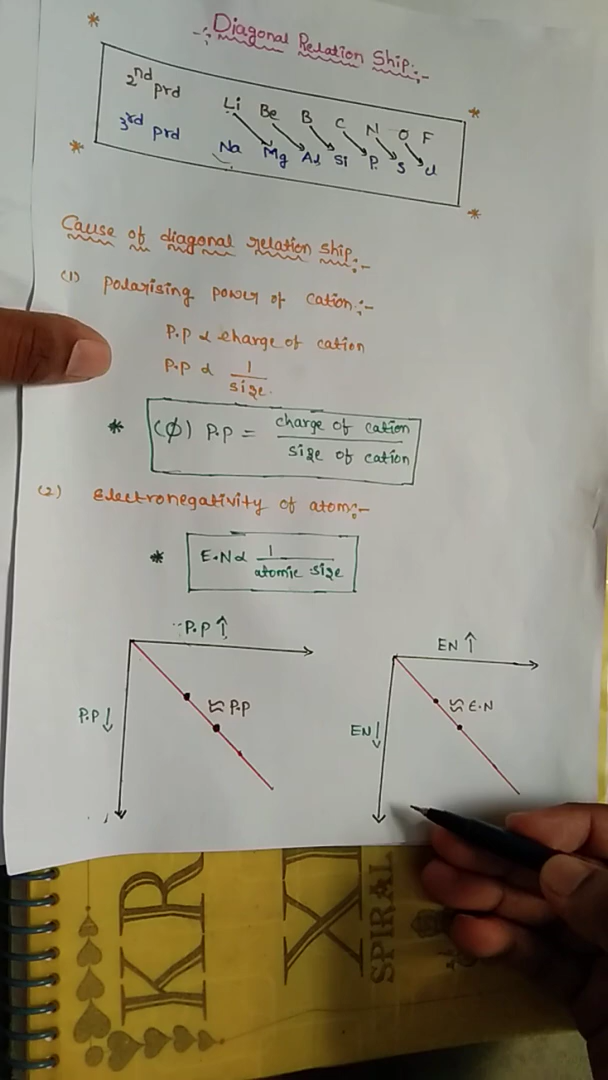 -:- Diagonal Relation Ship:-
2nd prd Li Be B C N O F
3rd prd Na Mg Al Si P S Cl
Cause of diagonal relation ship:-
(1) polarising power of cation:-
P.P α charge of cation
P.P α 1/size.
* (ϕ) P.P = charge of cation / size of cation
(2) Electronegativity of atom:-
* E.N α 1/atomic size
P.P ↑
P.P ↓
≈ P.P
EN ↑
EN ↓
≈ E.N
KR
XI
SPIRAL